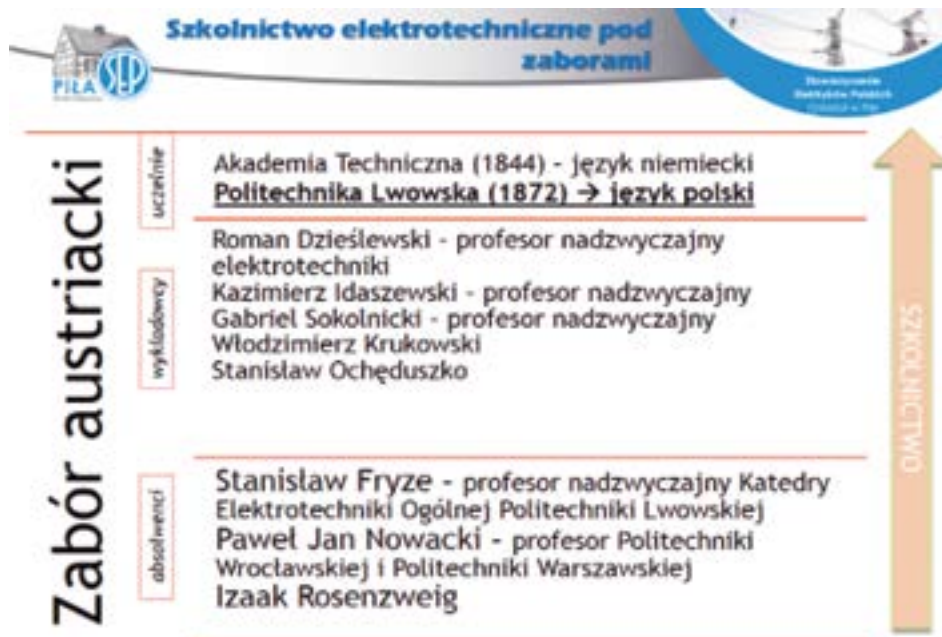 Szkolnictwo elektrotechniczne pod
zaborami
PIŁA SEP
Stowarzyszenie
Elektryków Polskich
Zabór austriacki
uczelnie
Akademia Techniczna (1844) - język niemiecki
Politechnika Lwowska (1872) → język polski
wykładowcy
Roman Dzieślewski - profesor nadzwyczajny
elektrotechniki
Kazimierz Idaszewski - profesor nadzwyczajny
Gabriel Sokolnicki - profesor nadzwyczajny
Włodzimierz Krukowski
Stanisław Ochęduszko
absolwenci
Stanisław Fryze - profesor nadzwyczajny Katedry
Elektrotechniki Ogólnej Politechniki Lwowskiej
Paweł Jan Nowacki - profesor Politechniki
Wrocławskiej i Politechniki Warszawskiej
Izaak Rosenzweig
SZKOLNICTWO